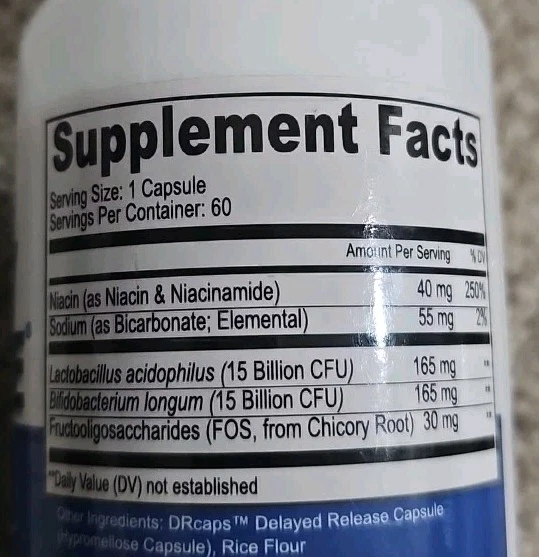 Supplement Facts
Serving Size: 1 Capsule
Servings Per Container: 60
Amount Per Serving % DV
Niacin (as Niacin & Niacinamide) 40 mg 250%
Sodium (as Bicarbonate; Elemental) 55 mg 2%
Lactobacillus acidophilus (15 Billion CFU) 165 mg **
Bifidobacterium longum (15 Billion CFU) 165 mg **
Fructooligosaccharides (FOS, from Chicory Root) 30 mg **
**Daily Value (DV) not established
Other Ingredients: DRcaps™ Delayed Release Capsule
(Hypromellose Capsule), Rice Flour